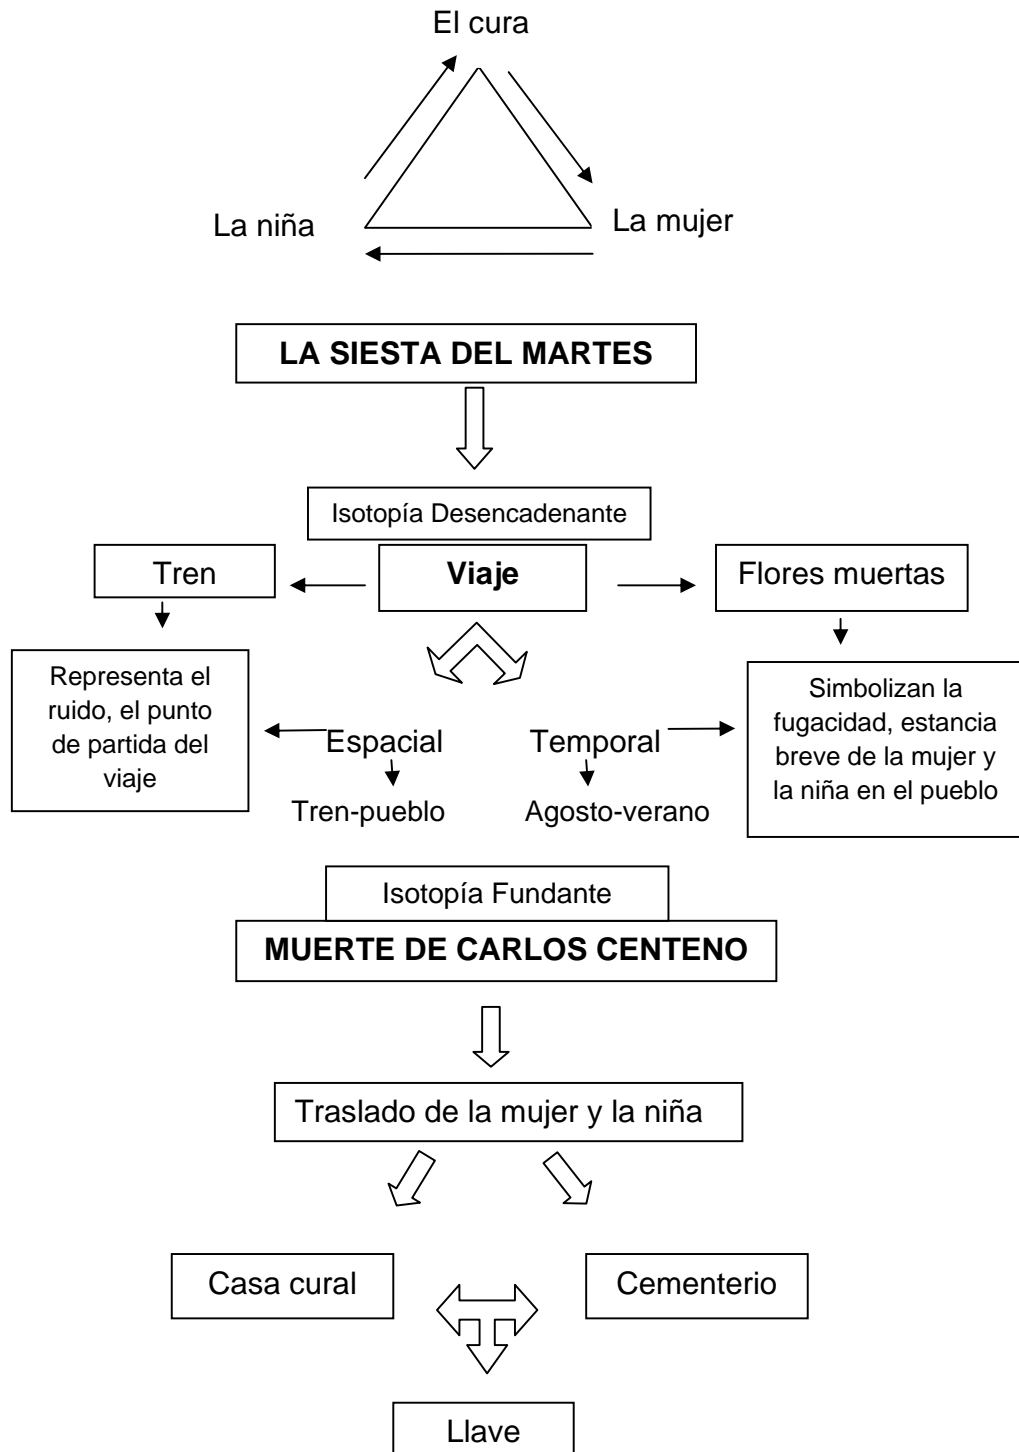 El cura
La niña
La mujer
LA SIESTA DEL MARTES
Isotopía Desencadenante
Tren
Viaje
Flores muertas
Representa el
ruido, el punto
de partida del
viaje
Simbolizan la
fugacidad, estancia
breve de la mujer y
la niña en el pueblo
Espacial
Temporal
Tren-pueblo
Agosto-verano
Isotopía Fundante
MUERTE DE CARLOS CENTENO
Traslado de la mujer y la niña
Casa cural
Cementerio
Llave